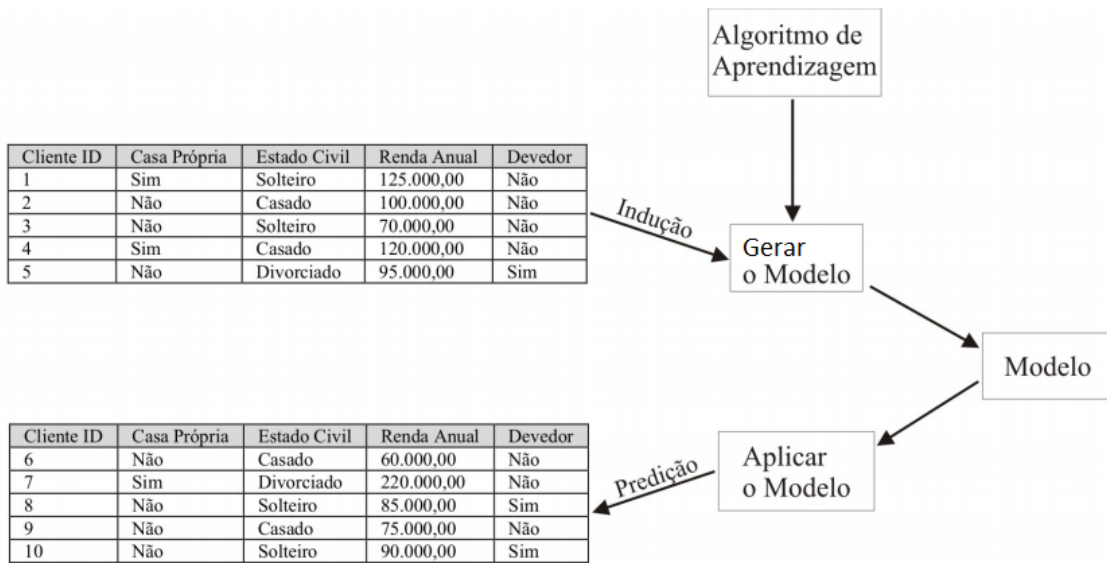 Algoritmo de
Aprendizagem
Cliente ID Casa Própria Estado Civil Renda Anual Devedor
1 Sim Solteiro 125.000,00 Não
2 Não Casado 100.000,00 Não
3 Não Solteiro 70.000,00 Não
4 Sim Casado 120.000,00 Não
5 Não Divorciado 95.000,00 Sim
Indução
Gerar
o Modelo
Modelo
Cliente ID Casa Própria Estado Civil Renda Anual Devedor
6 Não Casado 60.000,00 Não
7 Sim Divorciado 220.000,00 Não
8 Não Solteiro 85.000,00 Sim
9 Não Casado 75.000,00 Não
10 Não Solteiro 90.000,00 Sim
Predição
Aplicar
o Modelo